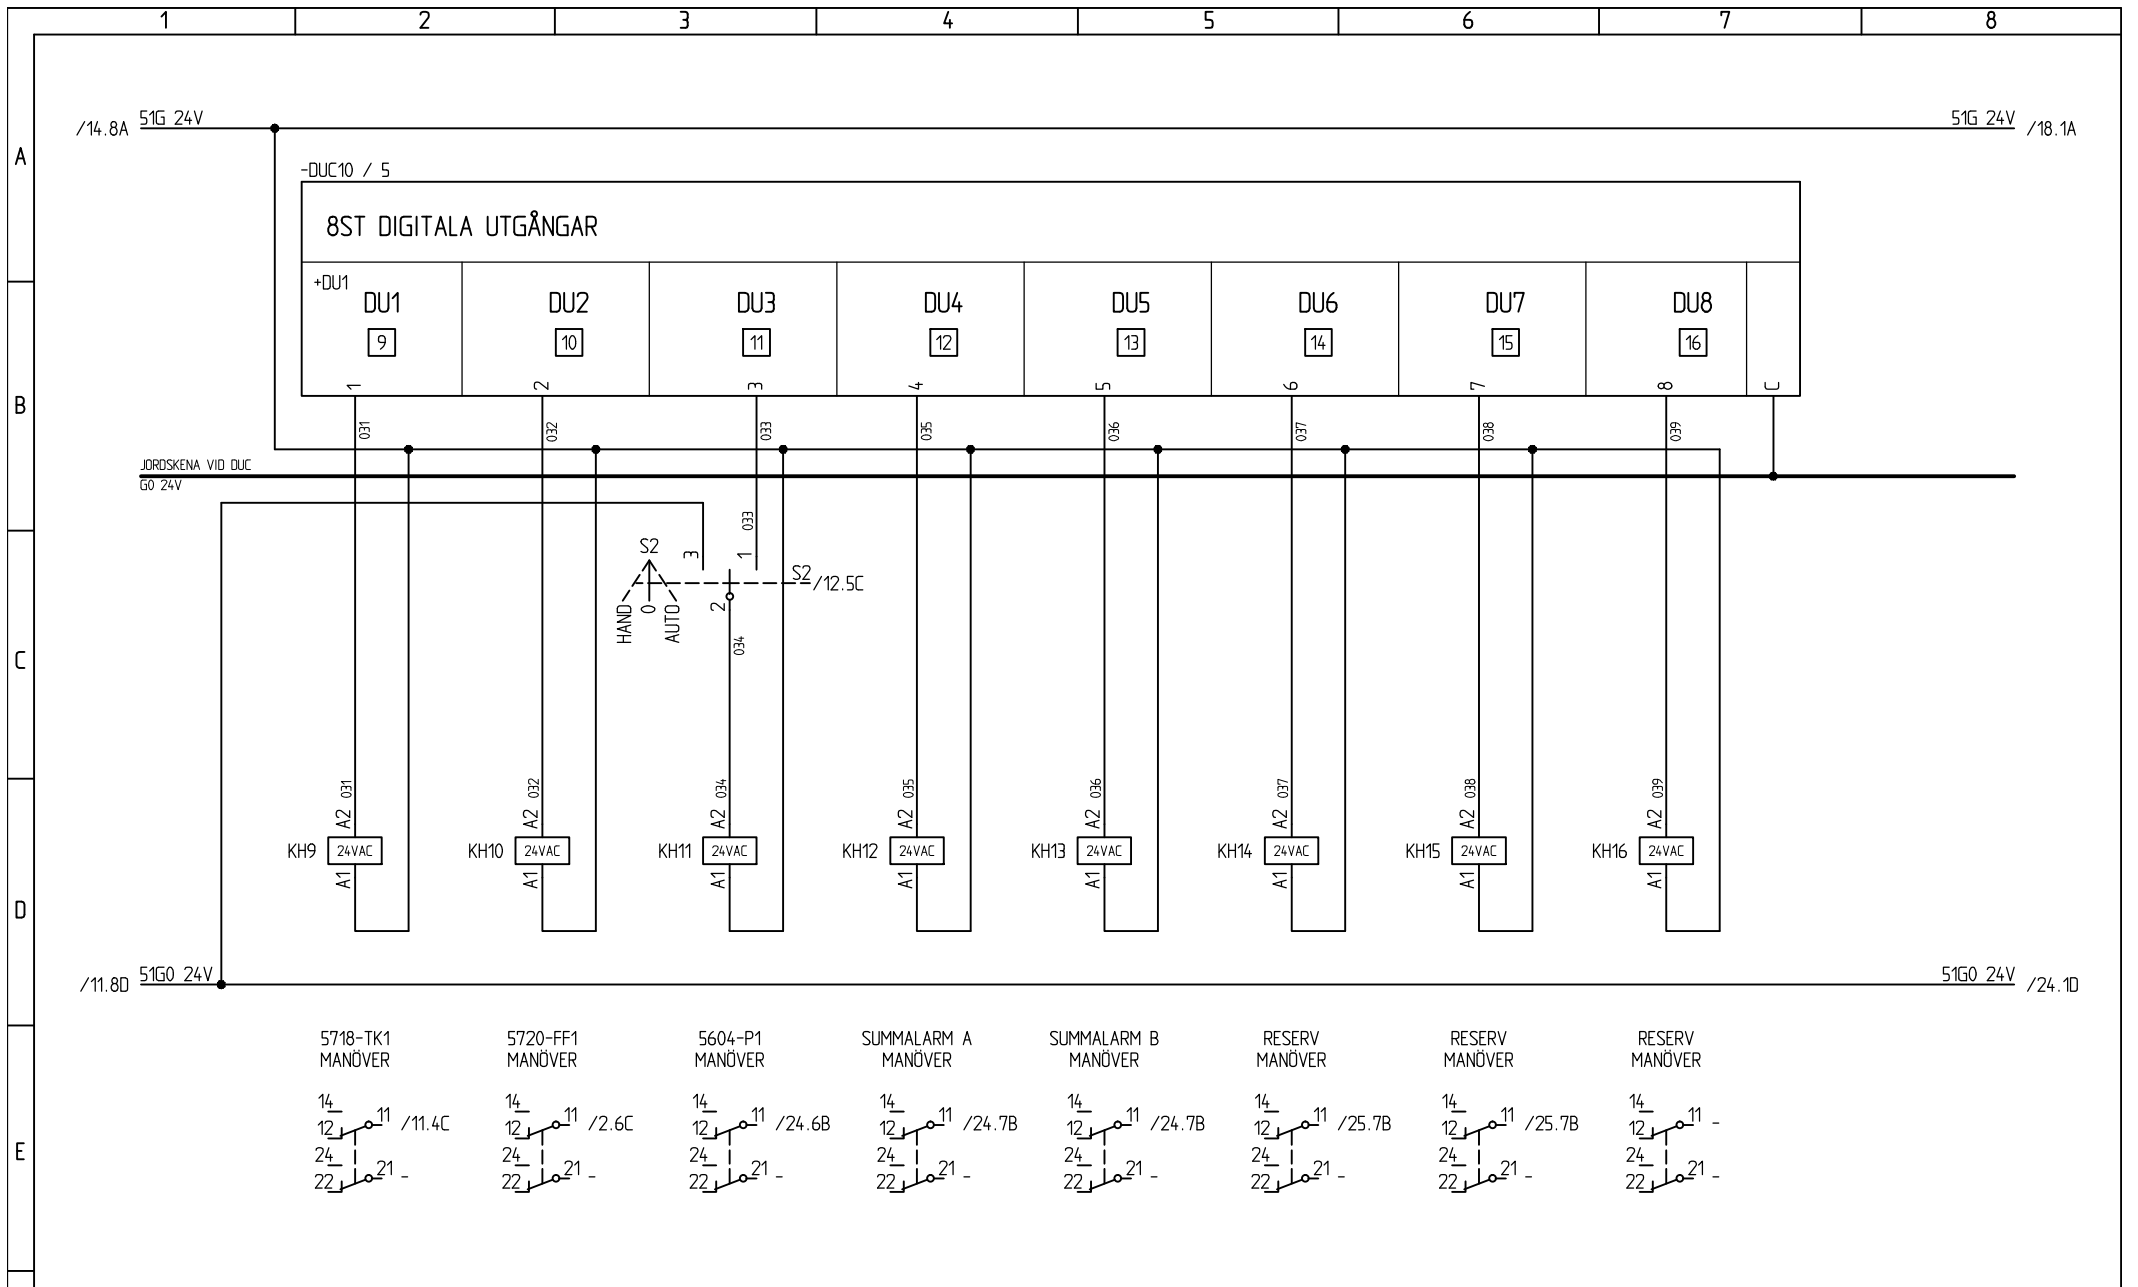 1 2 3 4 5 6 7 8
51G 24V 51G 24V
/14.8A /18.1A
A
-DUC10 / 5
8ST DIGITALA UTGÅNGAR
+DU1
DU1 DU2 DU3 DU4 DU5 DU6 DU7 DU8
9 10 11 12 13 14 15 16
1 2 3 4 5 6 7 8 C
B
031 032 033 035 036 037 038 039
JORDSKENA VID DUC
G0 24V
033
S2 3 1
S2 /12.5C
HAND 0 AUTO 2
034
C
031 032 034 035 036 037 038 039
A2 A2 A2 A2 A2 A2 A2 A2
KH9 24VAC KH10 24VAC KH11 24VAC KH12 24VAC KH13 24VAC KH14 24VAC KH15 24VAC KH16 24VAC
A1 A1 A1 A1 A1 A1 A1 A1
D
51G0 24V 51G0 24V
/11.8D /24.1D
5718-TK1 5720-FF1 5604-P1 SUMMALARM A SUMMALARM B RESERV RESERV RESERV
MANÖVER MANÖVER MANÖVER MANÖVER MANÖVER MANÖVER MANÖVER MANÖVER
14 14 14 14 14 14 14 14
11 /11.4C 11 /2.6C 11 /24.6B 11 /24.7B 11 /24.7B 11 /25.7B 11 /25.7B 11 -
12 12 12 12 12 12 12 12
E
24 24 24 24 24 24 24 24
21 - 21 - 21 - 21 - 21 - 21 - 21 - 21 -
22 22 22 22 22 22 22 22